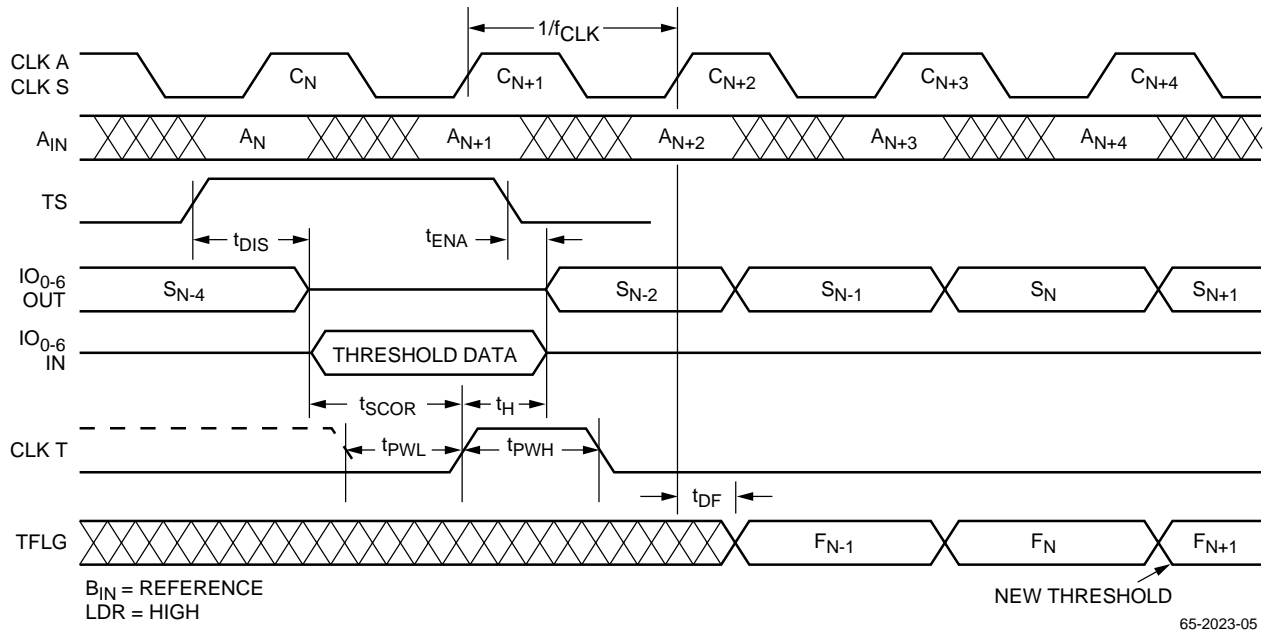 1/fCLK
CLK A
CLK S
CN CN+1 CN+2 CN+3 CN+4
AIN AN AN+1 AN+2 AN+3 AN+4
TS
tDIS tENA
IO0-6
OUT
SN-4 SN-2 SN-1 SN SN+1
IO0-6
IN
THRESHOLD DATA
tSCOR tH
CLK T tPWL tPWH
tDF
TFLG FN-1 FN FN+1
BIN = REFERENCE
LDR = HIGH
NEW THRESHOLD
65-2023-05